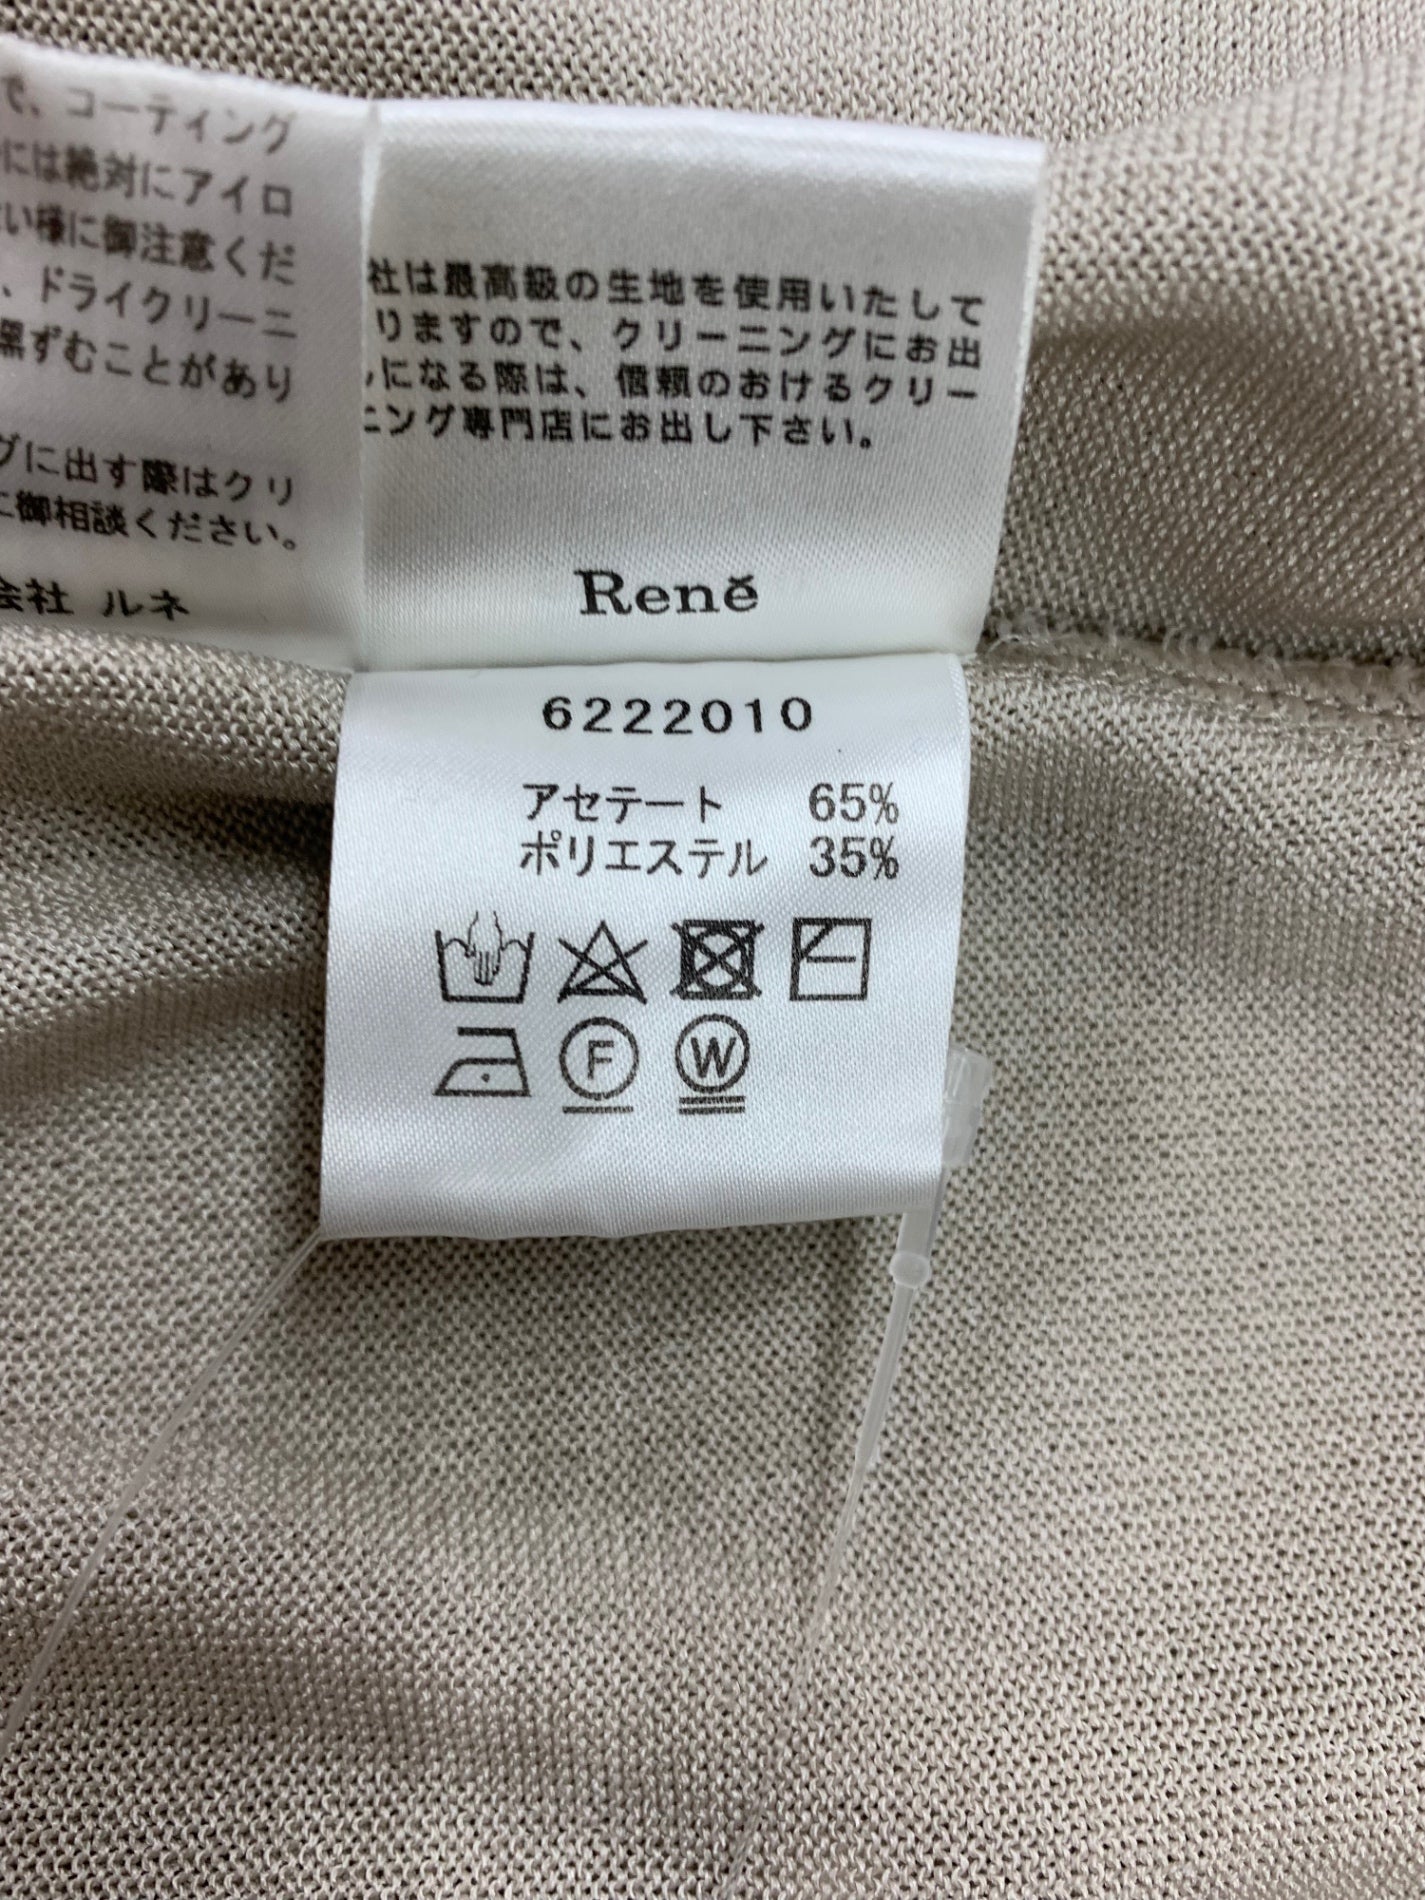 で、コーティング
には絶対にアイロ
い様に御注意くだ
、ドライクリーニ
黒ずむことがあり
グに出す際はクリ
に御相談ください。
会社 ルネ
社は最高級の生地を使用いたして
りますので、クリーニングにお出
しになる際は、信頼のおけるクリー
ニング専門店にお出し下さい。
René
6222010
アセテート 65%
ポリエステル 35%
F
W